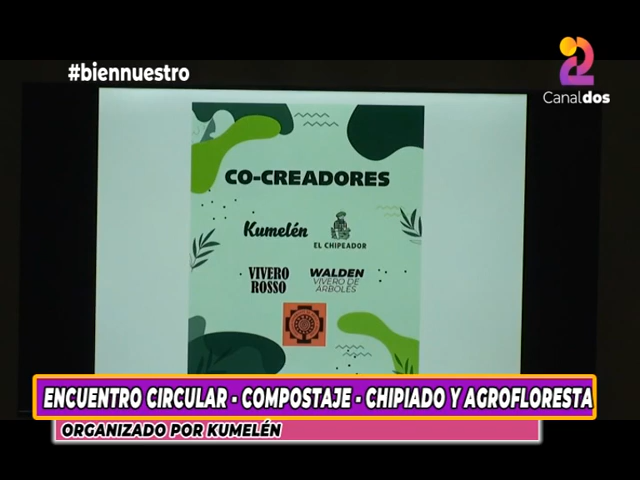 #biennuestro
2
Canaldos
CO-CREADORES
Kumelén
EL CHIPEADOR
VIVERO
ROSSO
WALDEN
VIVERO DE
ÁRBOLES
ENCUENTRO CIRCULAR - COMPOSTAJE - CHIPIADO Y AGROFLORESTA
ORGANIZADO POR KUMELÉN